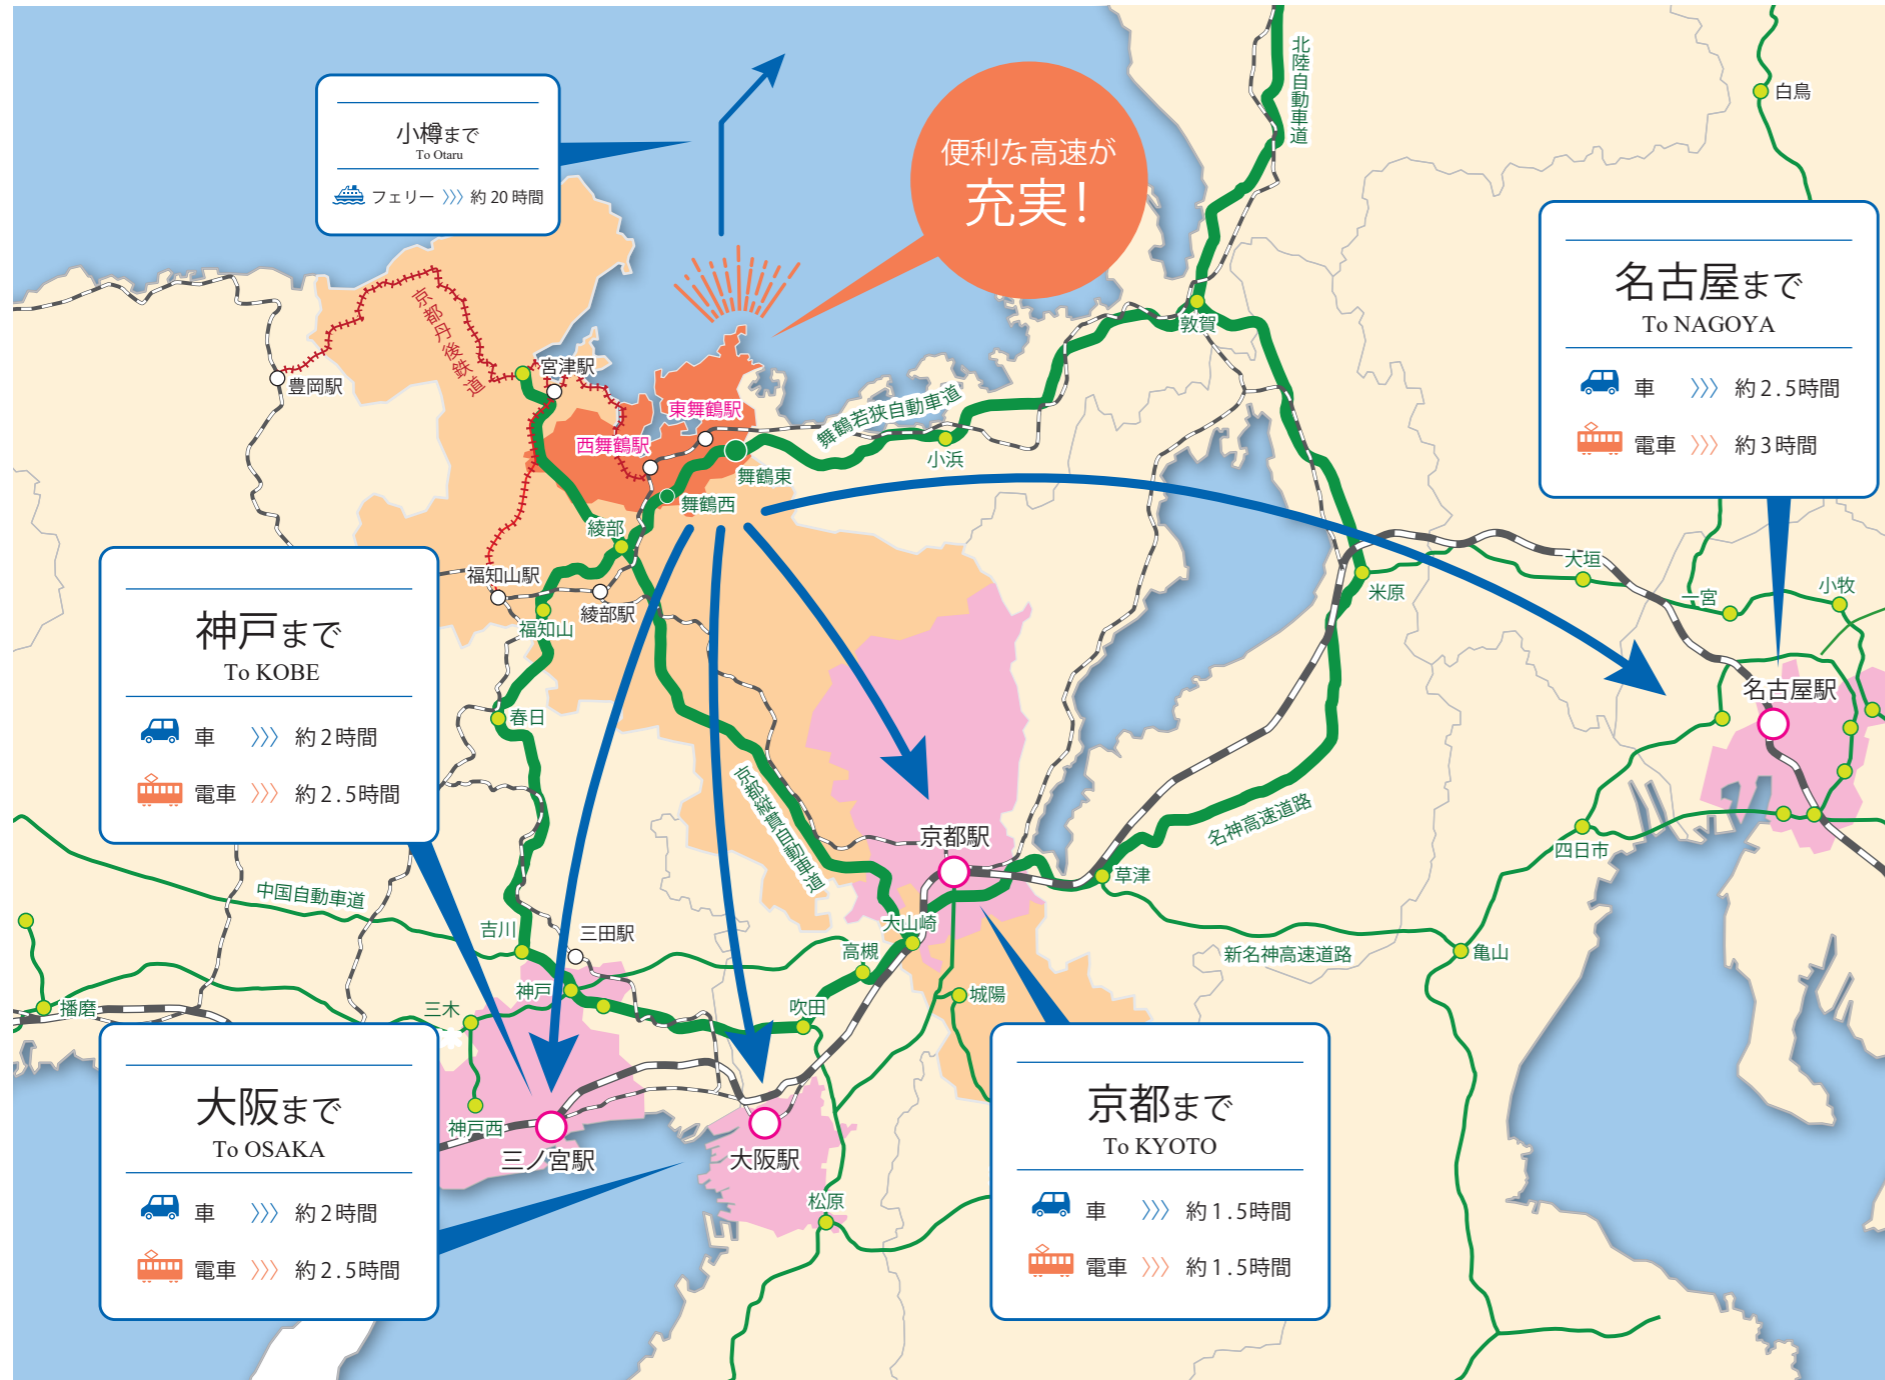 小樽まで
To Otaru
フェリー 〉〉〉 約20時間
便利な高速が
充実!
北陸自動車道
白鳥
名古屋まで
To NAGOYA
車 〉〉〉 約2.5時間
電車 〉〉〉 約3時間
京都丹後鉄道
豊岡駅
宮津駅
敦賀
東舞鶴駅
西舞鶴駅
舞鶴若狭自動車道
小浜
舞鶴東
舞鶴西
綾部
福知山駅
綾部駅
福知山
大垣
米原
一宮
小牧
名古屋駅
神戸まで
To KOBE
車 〉〉〉 約2時間
電車 〉〉〉 約2.5時間
春日
京都縦貫自動車道
京都駅
名神高速道路
四日市
草津
中国自動車道
吉川
三田駅
大山崎
高槻
新名神高速道路
亀山
神戸
城陽
播磨
三木
吹田
大阪まで
To OSAKA
車 〉〉〉 約2時間
電車 〉〉〉 約2.5時間
神戸西
三ノ宮駅
大阪駅
松原
京都まで
To KYOTO
車 〉〉〉 約1.5時間
電車 〉〉〉 約1.5時間